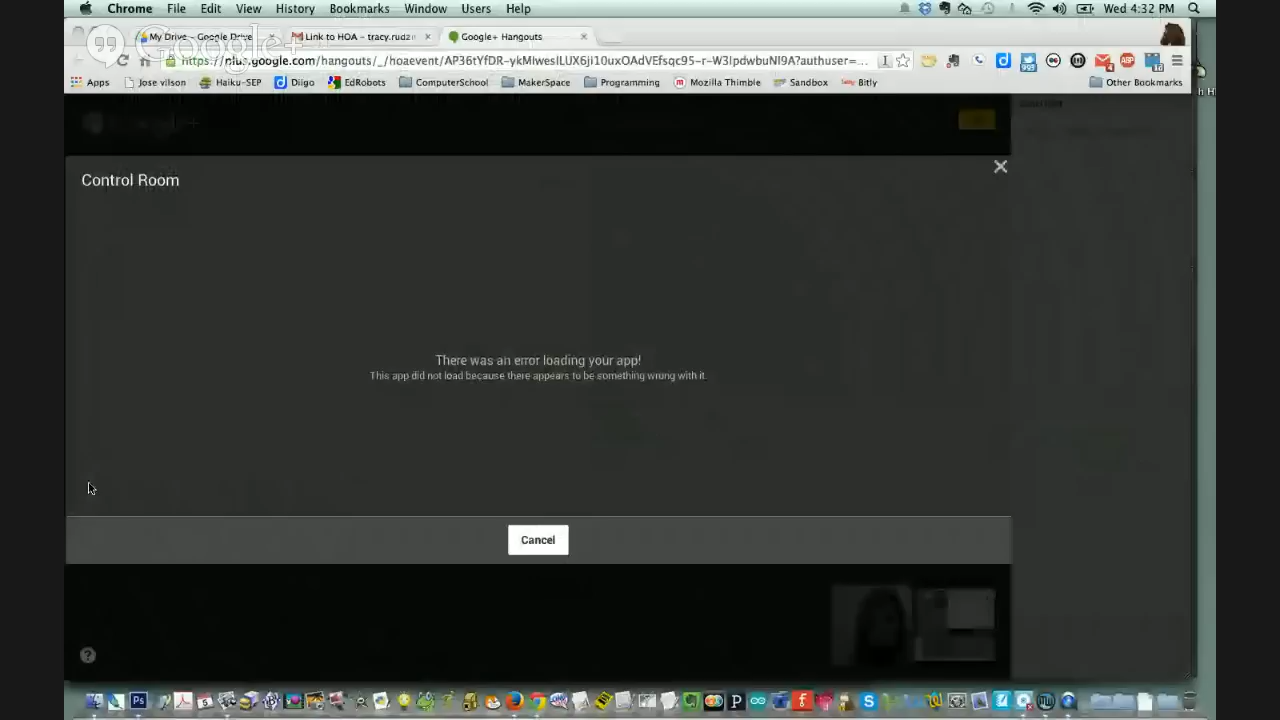 Chrome File Edit View History Bookmarks Window Users Help Wed 4:32 PM
My Drive - Google Drive Link to HOA - tracy.rudzi Google+ Hangouts
Google+
Apps Jose vilson Haiku-SEP Diigo EdRobots ComputerSchool MakerSpace Programming Mozilla Thimble Sandbox Bitly Other Bookmarks
Control Room
There was an error loading your app!
This app did not load because there appears to be something wrong with it.
Cancel
?